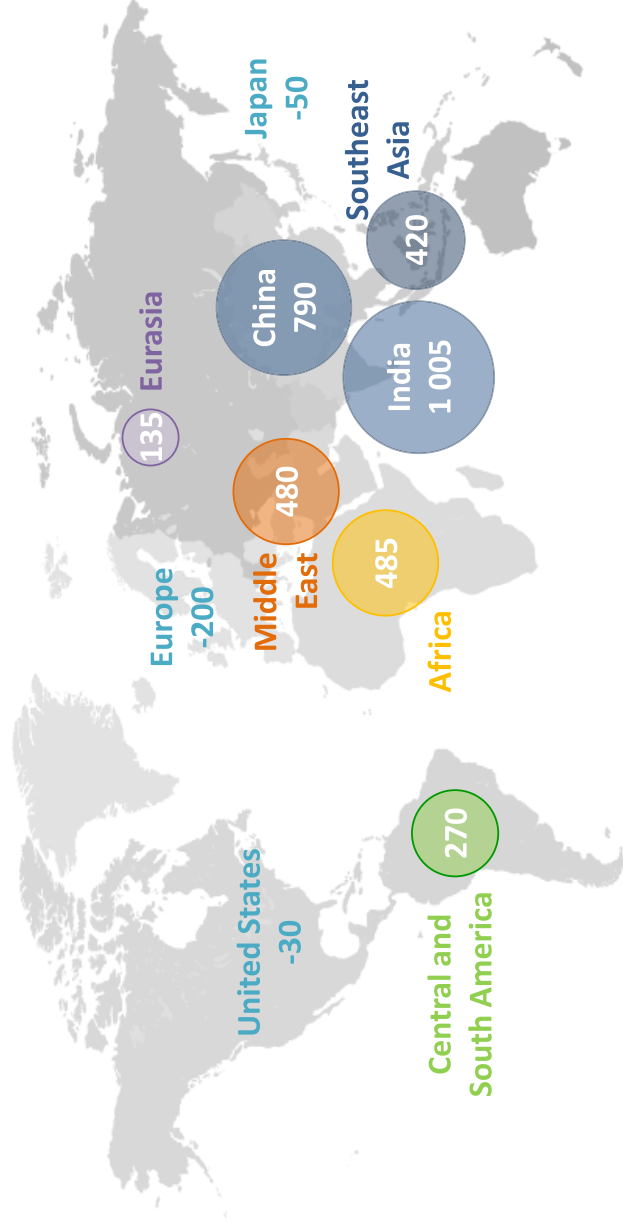 Eurasia
135
Europe
-200
Japan
-50
United States
-30
China
790
Middle
East
480
Southeast
Asia
420
India
1 005
485
Africa
Central and
South America
270